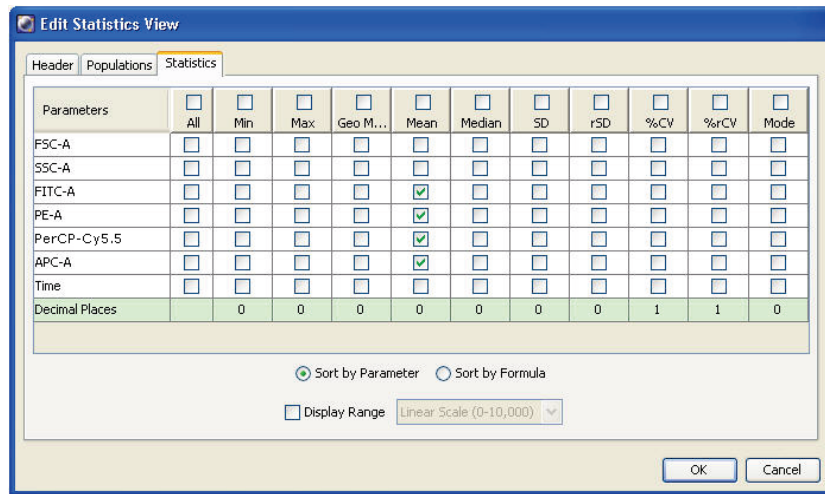 Edit Statistics View
Header Populations Statistics
Parameters All Min Max Geo M... Mean Median SD rSD %CV %rCV Mode
FSC-A
SSC-A
FITC-A
PE-A
PerCP-Cy5.5
APC-A
Time
Decimal Places 0 0 0 0 0 0 0 1 1 0
Sort by Parameter Sort by Formula
Display Range Linear Scale (0-10,000)
OK Cancel